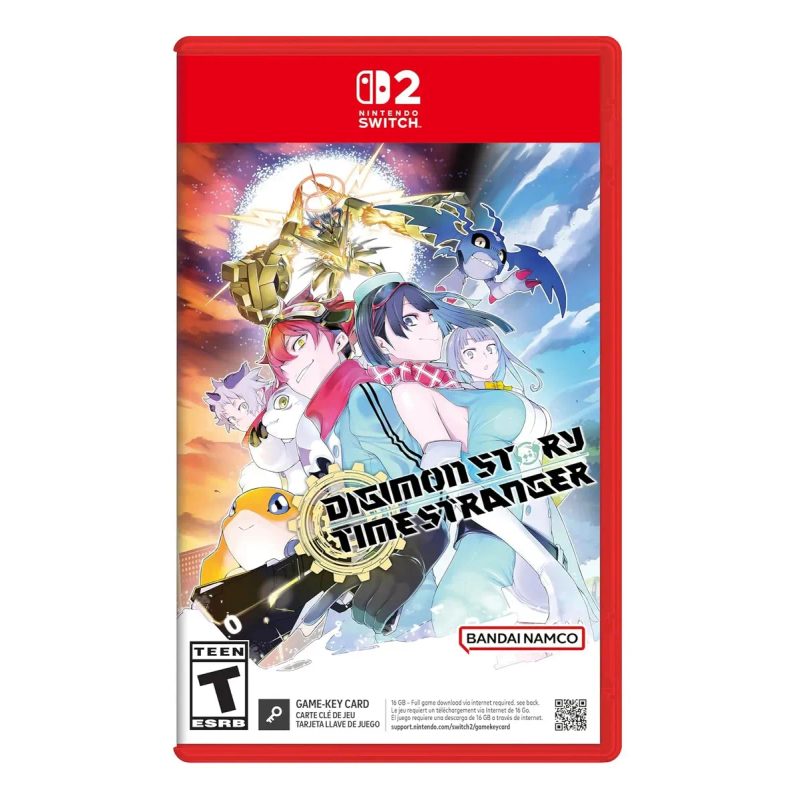 2
NINTENDO
SWITCH™
DIGIMON STORY
TIME STRANGER
BANDAI NAMCO
TEEN
T
ESRB
GAME-KEY CARD
CARTE CLÉ DE JEU
TARJETA LLAVE DE JUEGO
16 GB – Full game download via internet required. see back.
Le jeu requiert un téléchargement via Internet de 16 Go.
El juego requiere una descarga de 16 GB a través de internet.
support.nintendo.com/switch2/gamekeycard